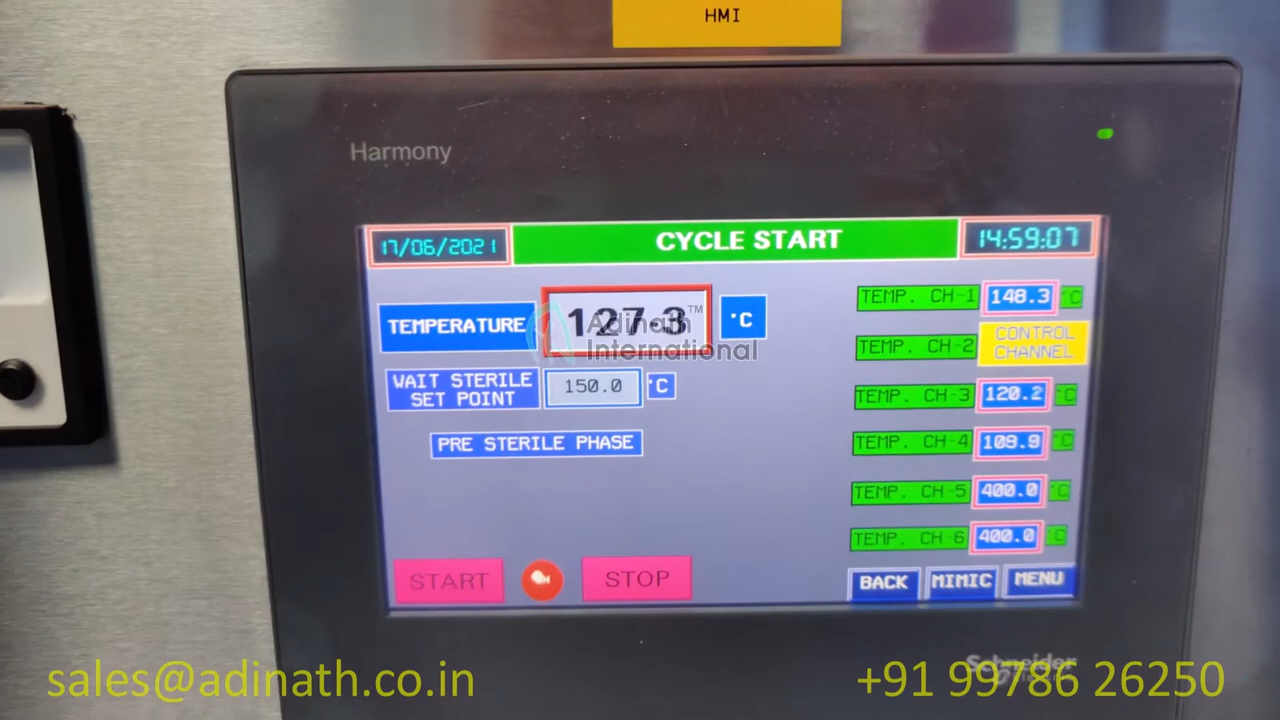 HMI
Harmony
17/06/2021
CYCLE START
14:59:07
TEMPERATURE
127.3
°C
Adinath™
International
WAIT STERILE
SET POINT
150.0
°C
PRE STERILE PHASE
TEMP. CH-1 148.3 °C
TEMP. CH-2
CONTROL
CHANNEL
TEMP. CH-3 120.2 °C
TEMP. CH-4 109.9 °C
TEMP. CH-5 400.0 °C
TEMP. CH-6 400.0 °C
START
STOP
BACK
MIMIC
MENU
Schneider
sales@adinath.co.in
+91 99786 26250